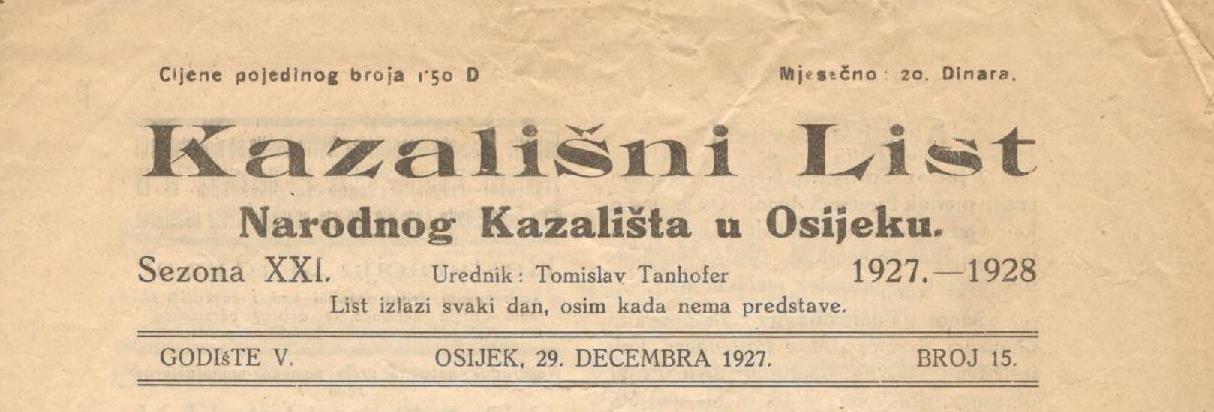 Cijene pojedinog broja 1·50 D
Mjesečno: 20. Dinara.
Kazališni List
Narodnog Kazališta u Osijeku.
Sezona XXI. Urednik: Tomislav Tanhofer 1927.—1928
List izlazi svaki dan, osim kada nema predstave.
GODIšTE V. OSIJEK, 29. DECEMBRA 1927. BROJ 15.